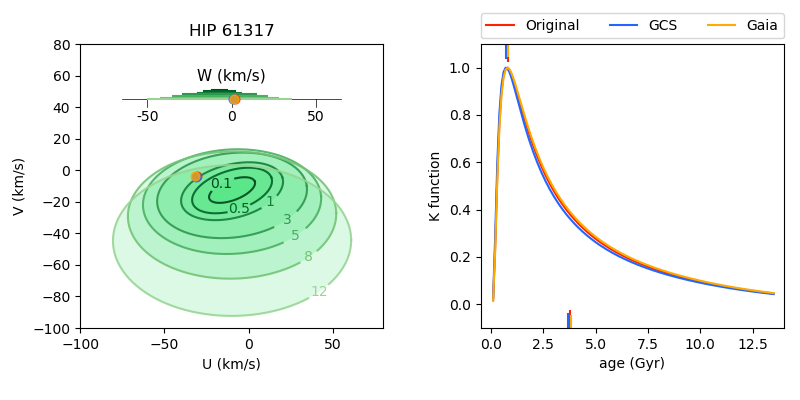 HIP 61317
W (km/s)
-50 0 50
80
60
40
20
0
−20
−40
−60
−80
−100
V (km/s)
0.1
0.5
1
3
5
8
12
−100 −50 0 50
U (km/s)
Original GCS Gaia
1.0
0.8
0.6
0.4
0.2
0.0
K function
0.0 2.5 5.0 7.5 10.0 12.5
age (Gyr)